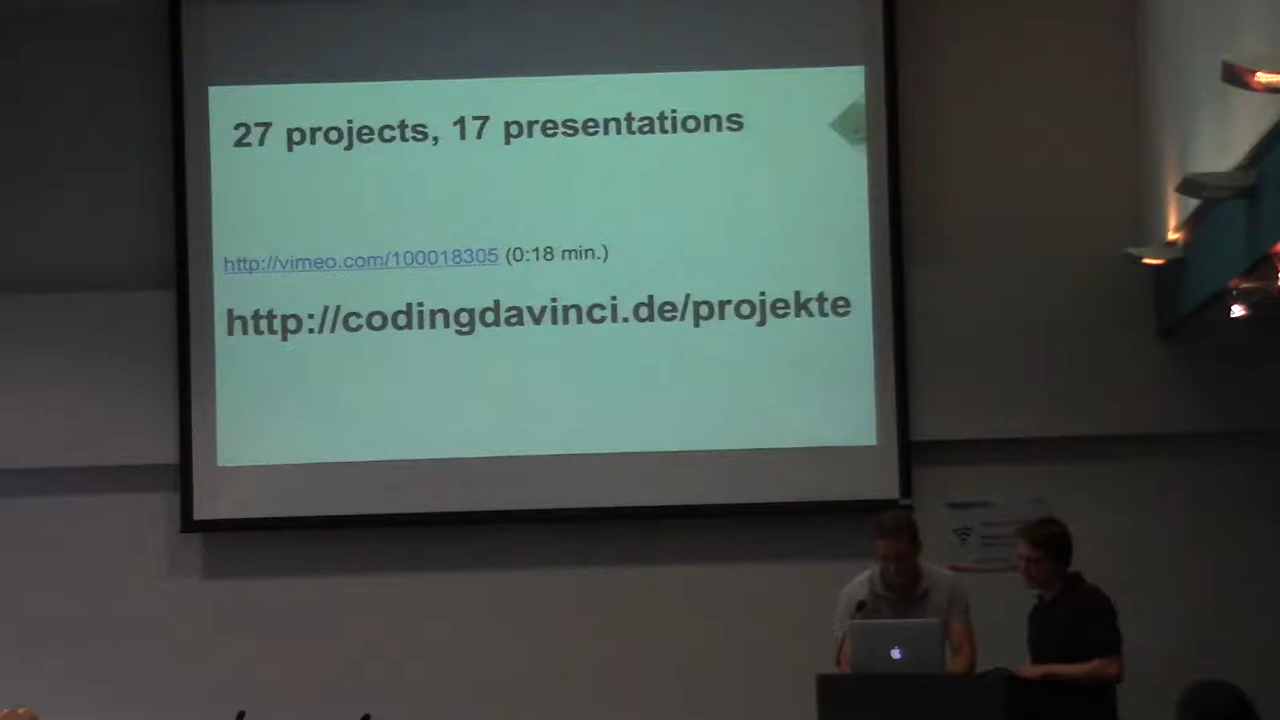 27 projects, 17 presentations
http://vimeo.com/100018305 (0:18 min.)
http://codingdavinci.de/projekte